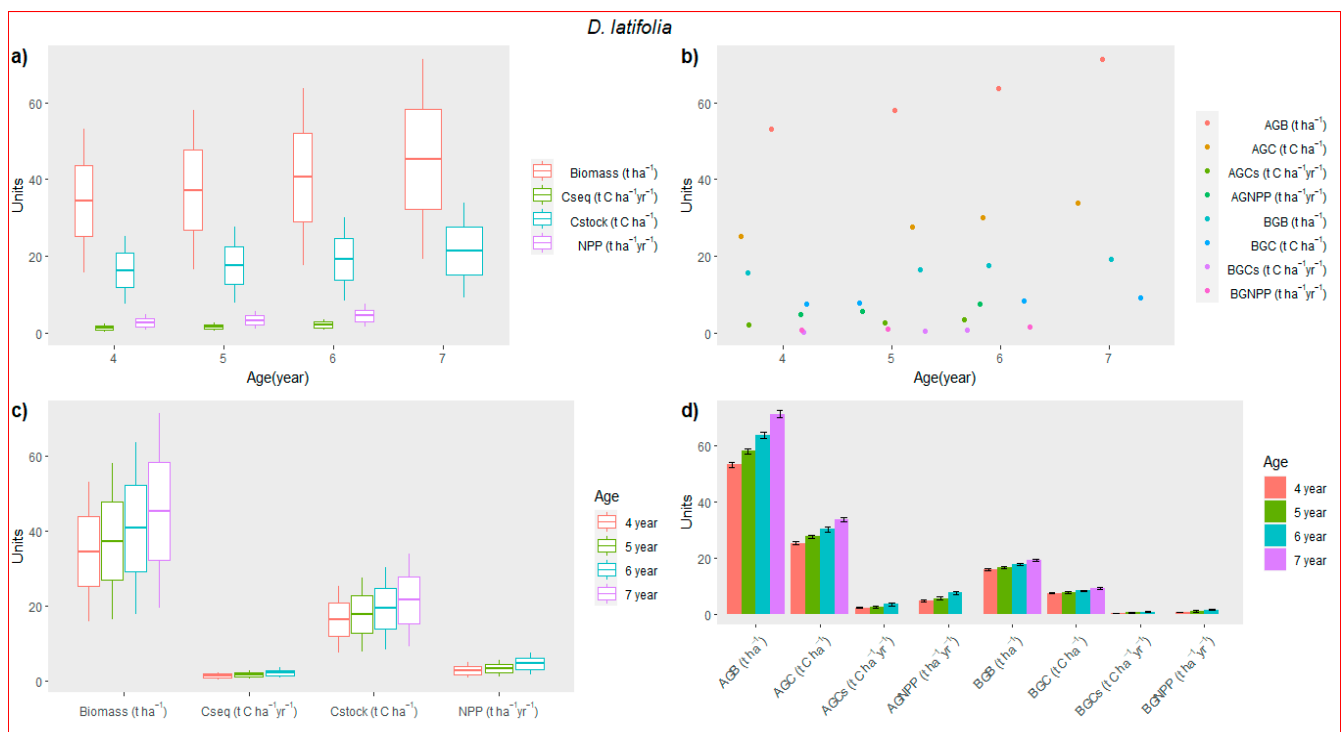 D. latifolia
a)
Units
60
40
20
0
4
5
6
7
Age(year)
Biomass (t ha⁻¹)
Cseq (t C ha⁻¹yr⁻¹)
Cstock (t C ha⁻¹)
NPP (t ha⁻¹yr⁻¹)
b)
Units
60
40
20
0
4
5
6
7
Age(year)
AGB (t ha⁻¹)
AGC (t C ha⁻¹)
AGCs (t C ha⁻¹yr⁻¹)
AGNPP (t ha⁻¹yr⁻¹)
BGB (t ha⁻¹)
BGC (t C ha⁻¹)
BGCs (t C ha⁻¹yr⁻¹)
BGNPP (t ha⁻¹yr⁻¹)
c)
Units
60
40
20
0
Biomass (t ha⁻¹)
Cseq (t C ha⁻¹yr⁻¹)
Cstock (t C ha⁻¹)
NPP (t ha⁻¹yr⁻¹)
Age
4 year
5 year
6 year
7 year
d)
Units
60
40
20
0
AGB (t ha⁻¹)
AGC (t C ha⁻¹)
AGCs (t C ha⁻¹yr⁻¹)
AGNPP (t ha⁻¹yr⁻¹)
BGB (t ha⁻¹)
BGC (t C ha⁻¹)
BGCs (t C ha⁻¹yr⁻¹)
BGNPP (t ha⁻¹yr⁻¹)
Age
4 year
5 year
6 year
7 year